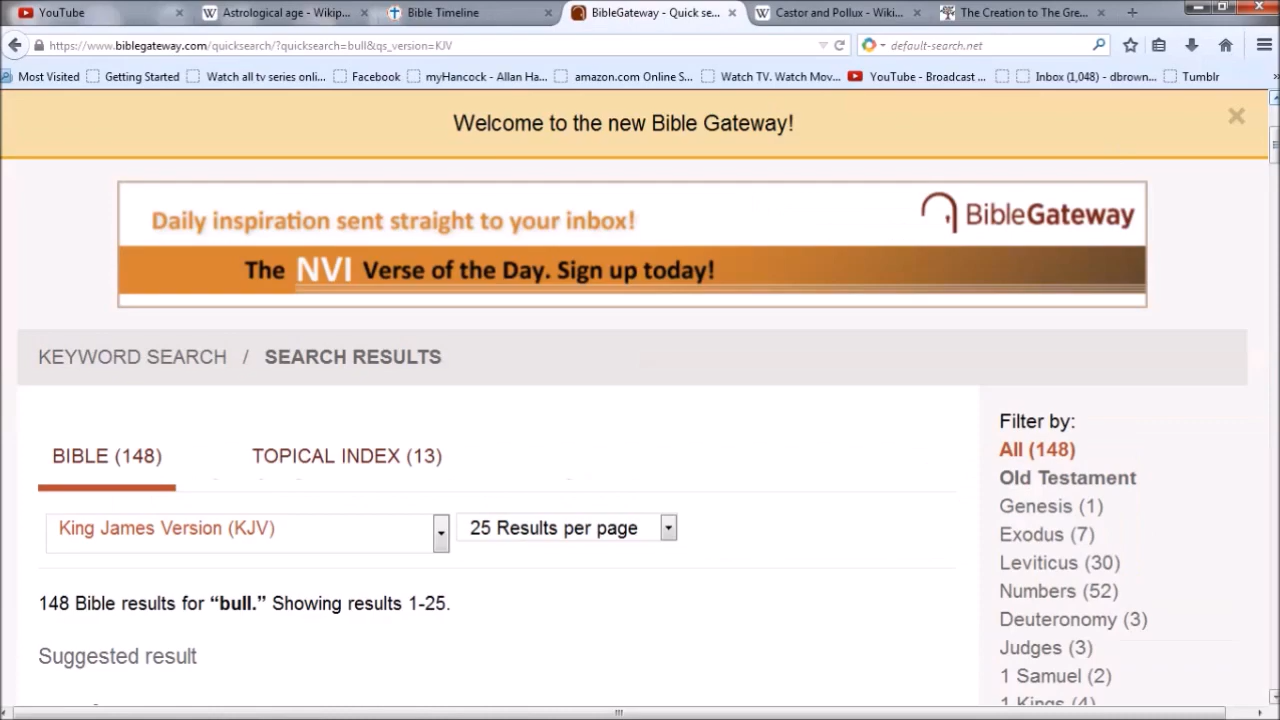 YouTube
Astrological age - Wikip...
Bible Timeline
BibleGateway - Quick se...
Castor and Pollux - Wiki...
The Creation to The Gre...
https://www.biblegateway.com/quicksearch/?quicksearch=bull&qs_version=KJV
default-search.net
Most Visited
Getting Started
Watch all tv series onli...
Facebook
myHancock - Allan Ha...
amazon.com Online S...
Watch TV. Watch Mov...
YouTube - Broadcast ...
Inbox (1,048) - dbrown...
Tumblr
Welcome to the new Bible Gateway!
Daily inspiration sent straight to your inbox!
BibleGateway
The NVI Verse of the Day. Sign up today!
KEYWORD SEARCH / SEARCH RESULTS
BIBLE (148)
TOPICAL INDEX (13)
King James Version (KJV)
25 Results per page
148 Bible results for “bull.” Showing results 1-25.
Suggested result
Filter by:
All (148)
Old Testament
Genesis (1)
Exodus (7)
Leviticus (30)
Numbers (52)
Deuteronomy (3)
Judges (3)
1 Samuel (2)
1 Kings (4)